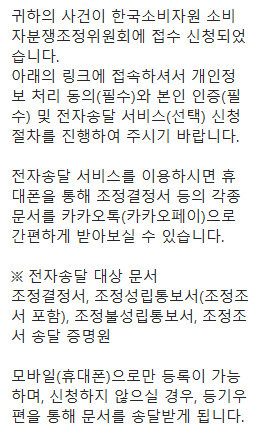 귀하의 사건이 한국소비자원 소비
자분쟁조정위원회에 접수 신청되었
습니다.
아래의 링크에 접속하셔서 개인정
보 처리 동의(필수)와 본인 인증(필
수) 및 전자송달 서비스(선택) 신청
절차를 진행하여 주시기 바랍니다.

전자송달 서비스를 이용하시면 휴
대폰을 통해 조정결정서 등의 각종
문서를 카카오톡(카카오페이)으로
간편하게 받아보실 수 있습니다.

※ 전자송달 대상 문서
조정결정서, 조정성립통보서(조정조
서 포함), 조정불성립통보서, 조정조
서 송달 증명원

모바일(휴대폰)으로만 등록이 가능
하며, 신청하지 않으실 경우, 등기우
편을 통해 문서를 송달받게 됩니다.